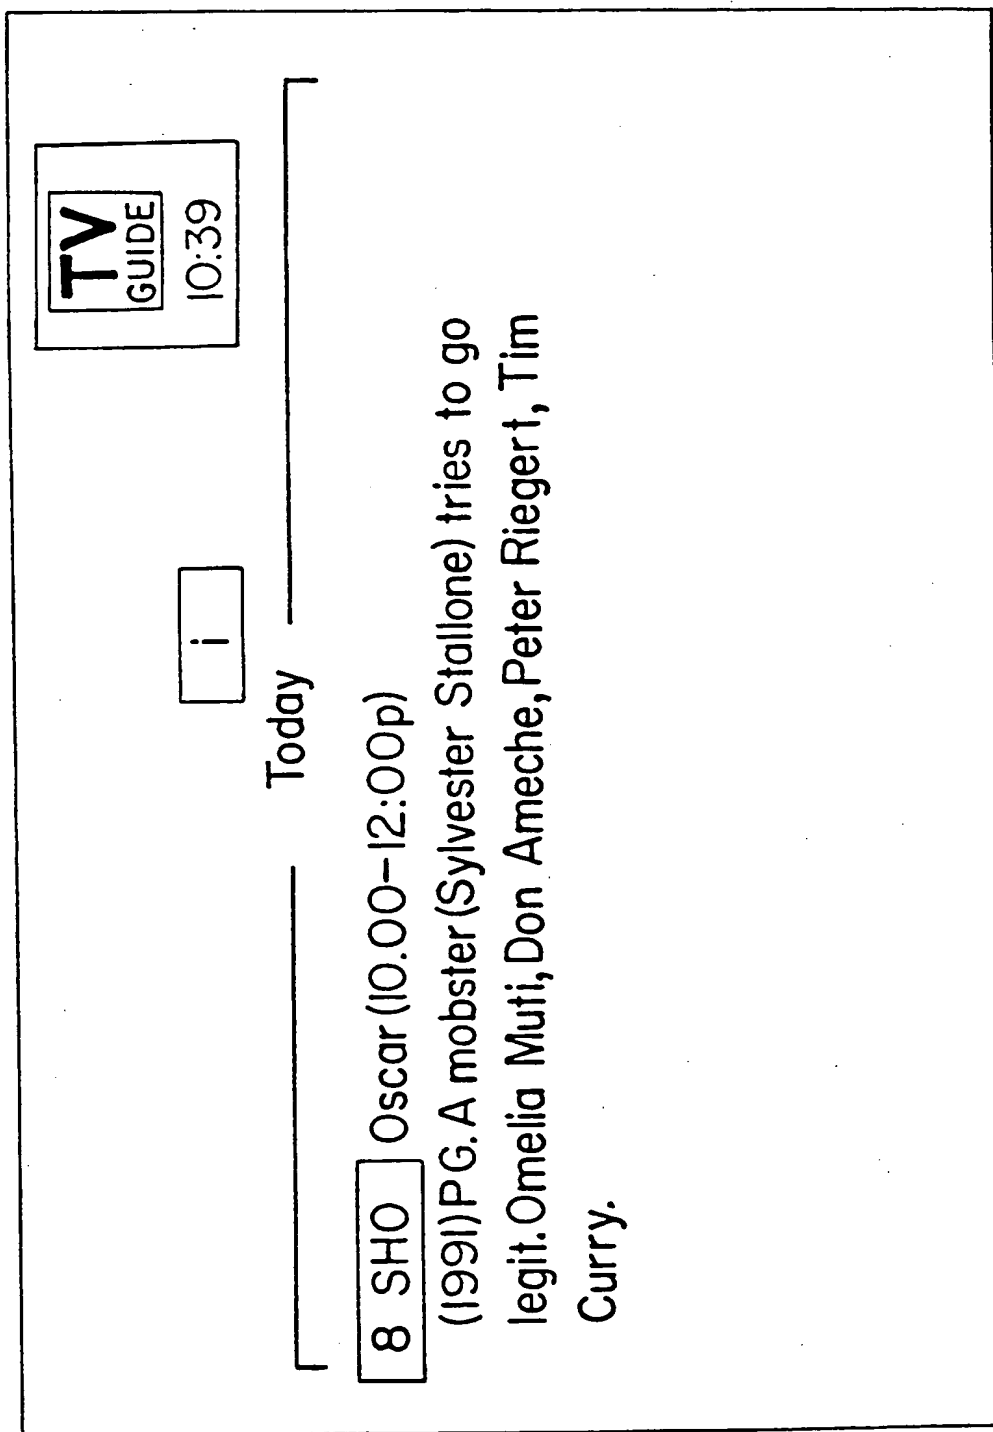 TV
GUIDE
10:39
i
Today
8 SHO Oscar (10.00-12:00p)
(1991) PG. A mobster (Sylvester Stallone) tries to go
legit. Omelia Muti, Don Ameche, Peter Riegert, Tim
Curry.